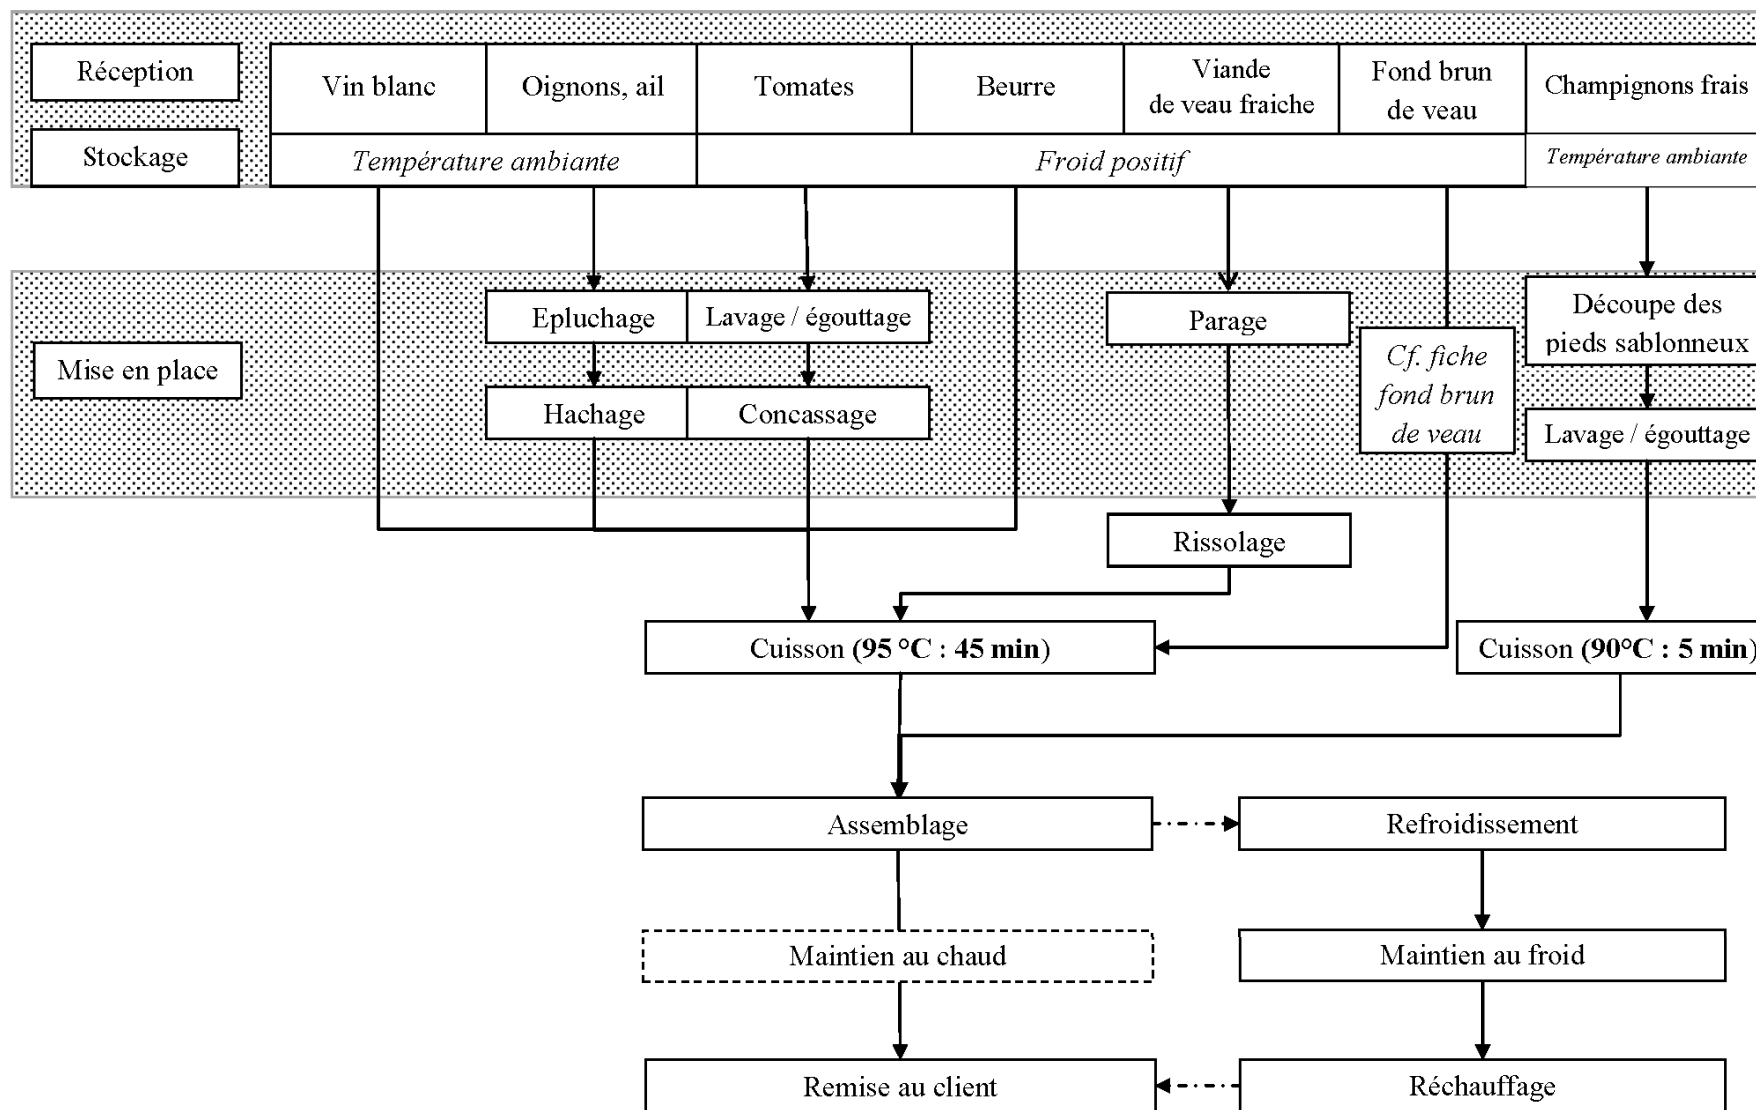 Réception
Vin blanc
Oignons, ail
Tomates
Beurre
Viande
de veau fraiche
Fond brun
de veau
Champignons frais
Stockage
Température ambiante
Froid positif
Température ambiante
Mise en place
Epluchage
Lavage / égouttage
Parage
Découpe des
pieds sablonneux
Cf. fiche
fond brun
de veau
Hachage
Concassage
Lavage / égouttage
Rissolage
Cuisson (95 °C : 45 min)
Cuisson (90°C : 5 min)
Assemblage
Refroidissement
Maintien au chaud
Maintien au froid
Remise au client
Réchauffage